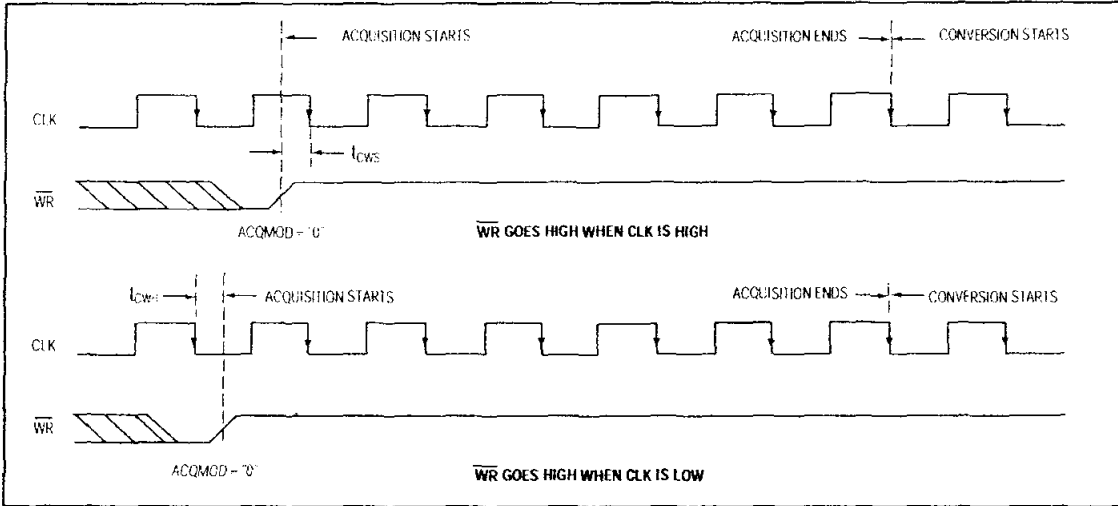 ACQUISITION STARTS
ACQUISITION ENDS
CONVERSION STARTS
CLK
tCWS
WR
ACQMOD = "0"
WR GOES HIGH WHEN CLK IS HIGH
tCWH
ACQUISITION STARTS
ACQUISITION ENDS
CONVERSION STARTS
CLK
WR
ACQMOD = "0"
WR GOES HIGH WHEN CLK IS LOW